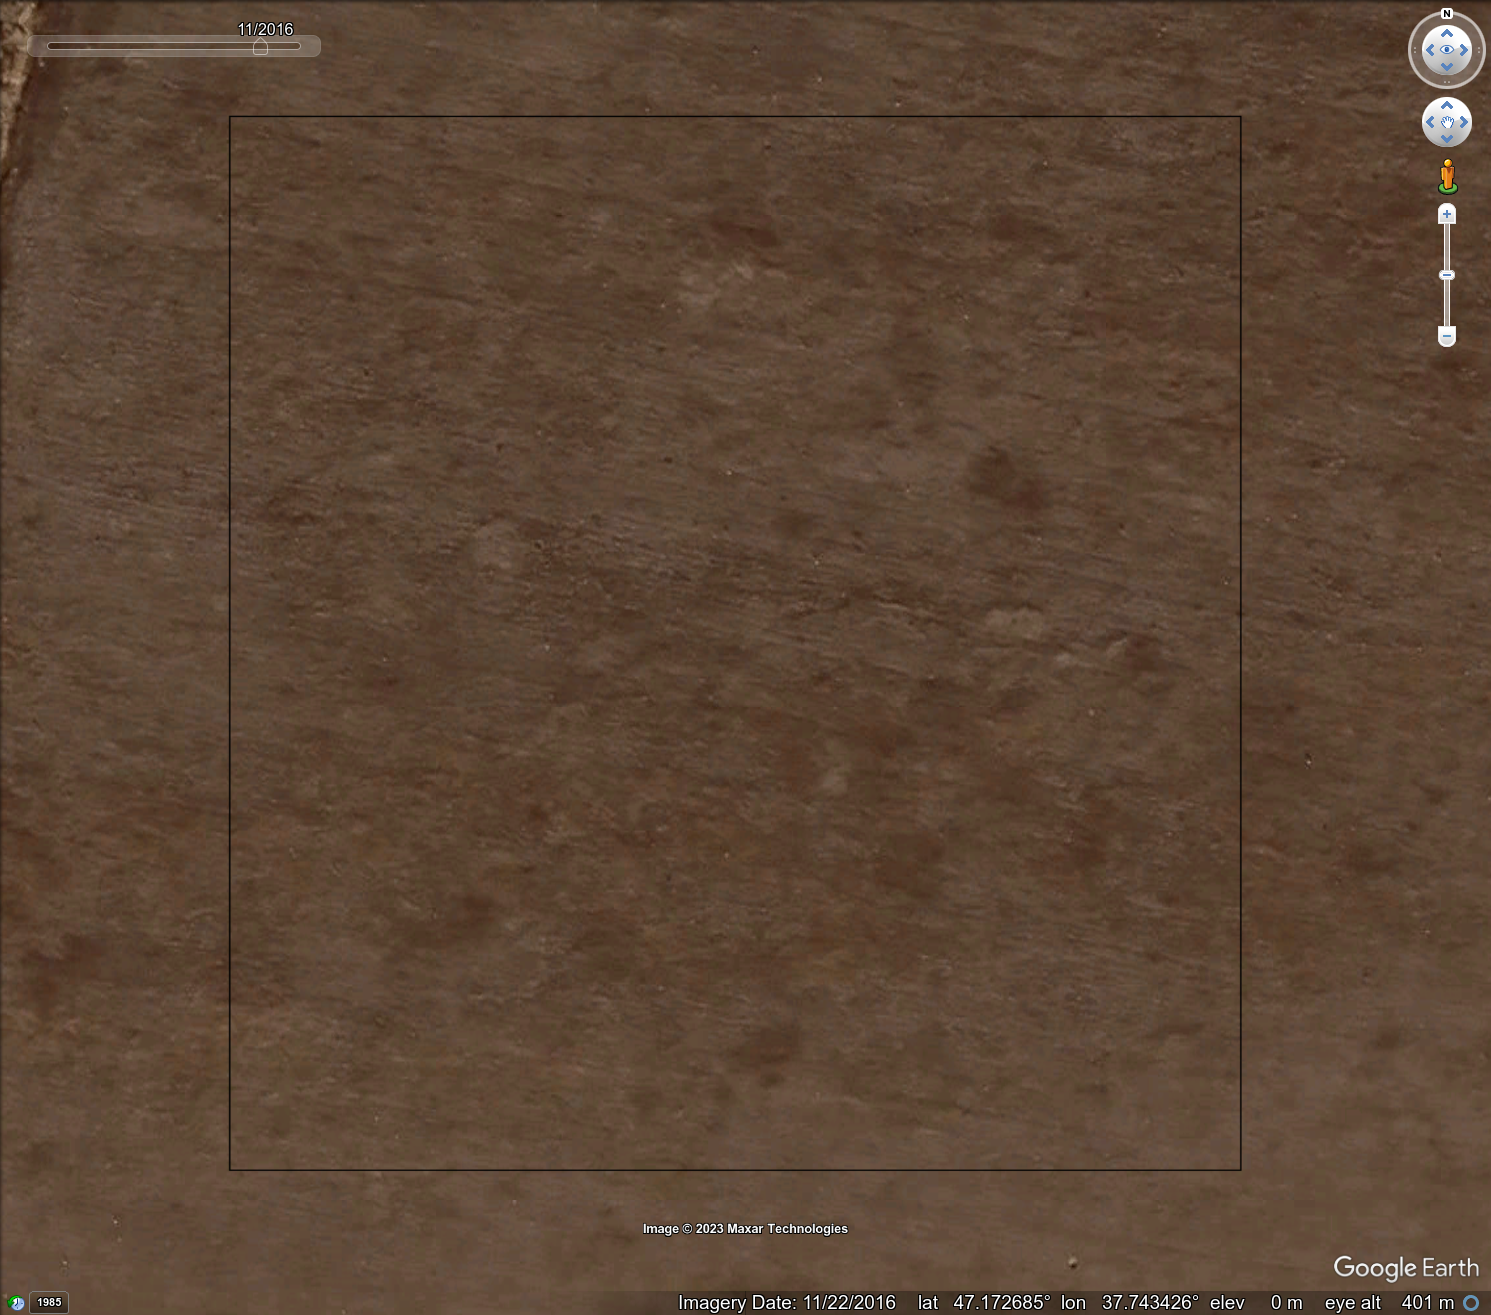 11/2016
N
Image © 2023 Maxar Technologies
Google Earth
1985
Imagery Date: 11/22/2016 lat 47.172685° lon 37.743426° elev 0 m eye alt 401 m